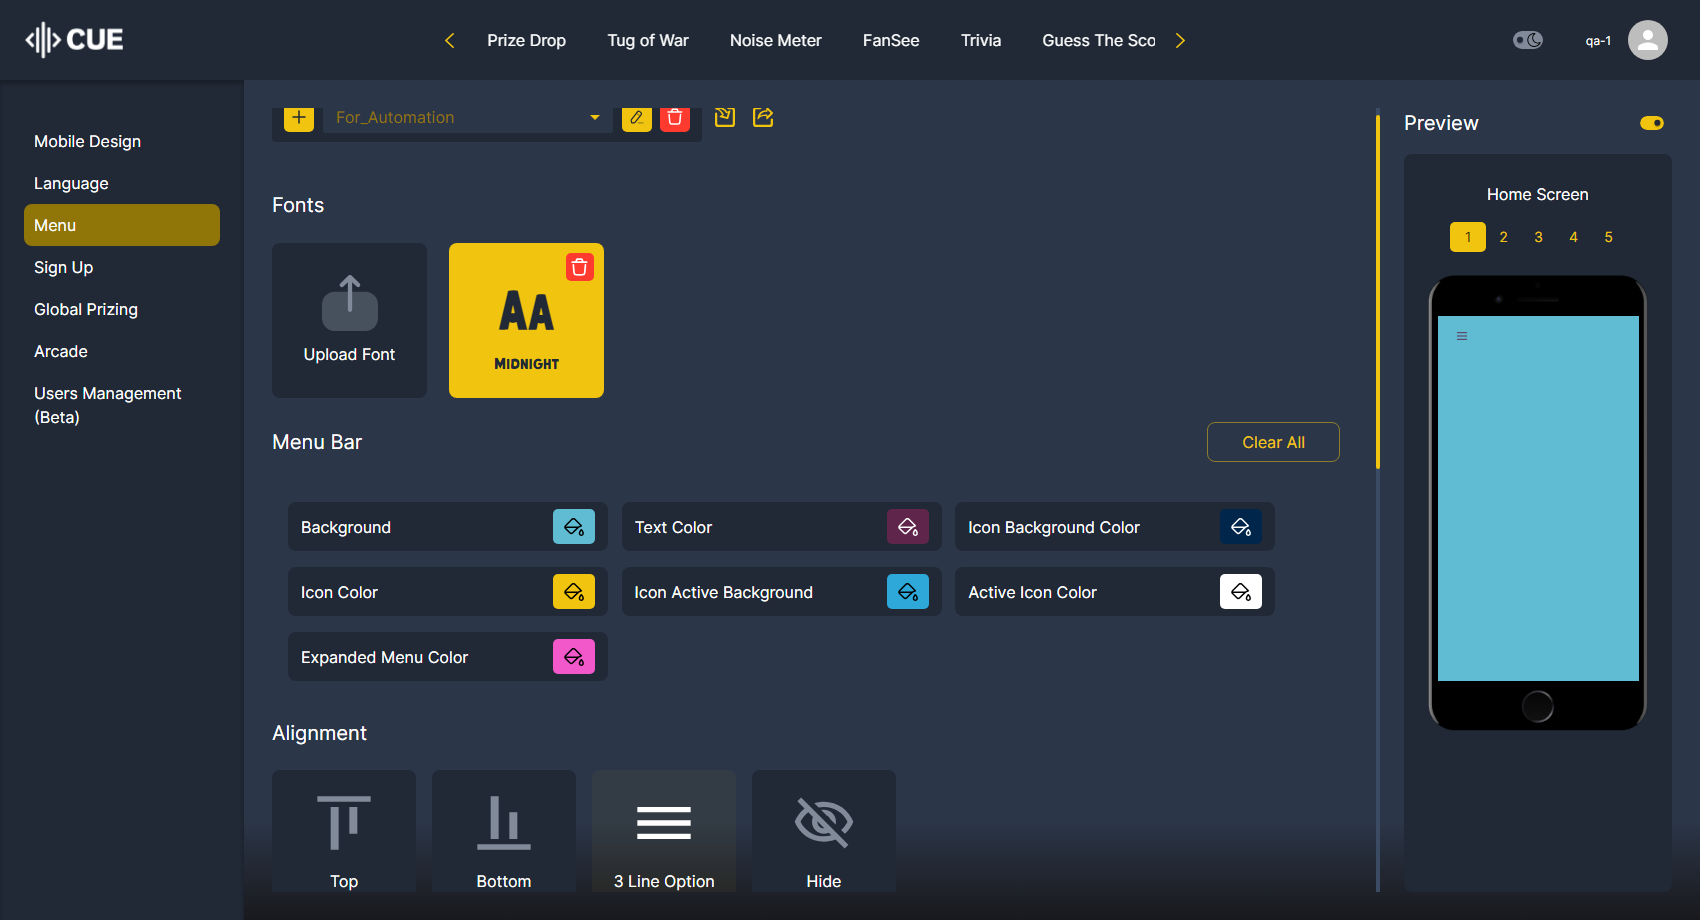 CUE
Prize Drop
Tug of War
Noise Meter
FanSee
Trivia
Guess The Sco
qa-1
Mobile Design
Language
Menu
Sign Up
Global Prizing
Arcade
Users Management
(Beta)
For_Automation
Fonts
Upload Font
AA
MIDNIGHT
Menu Bar
Clear All
Background
Text Color
Icon Background Color
Icon Color
Icon Active Background
Active Icon Color
Expanded Menu Color
Alignment
Top
Bottom
3 Line Option
Hide
Preview
Home Screen
1 2 3 4 5